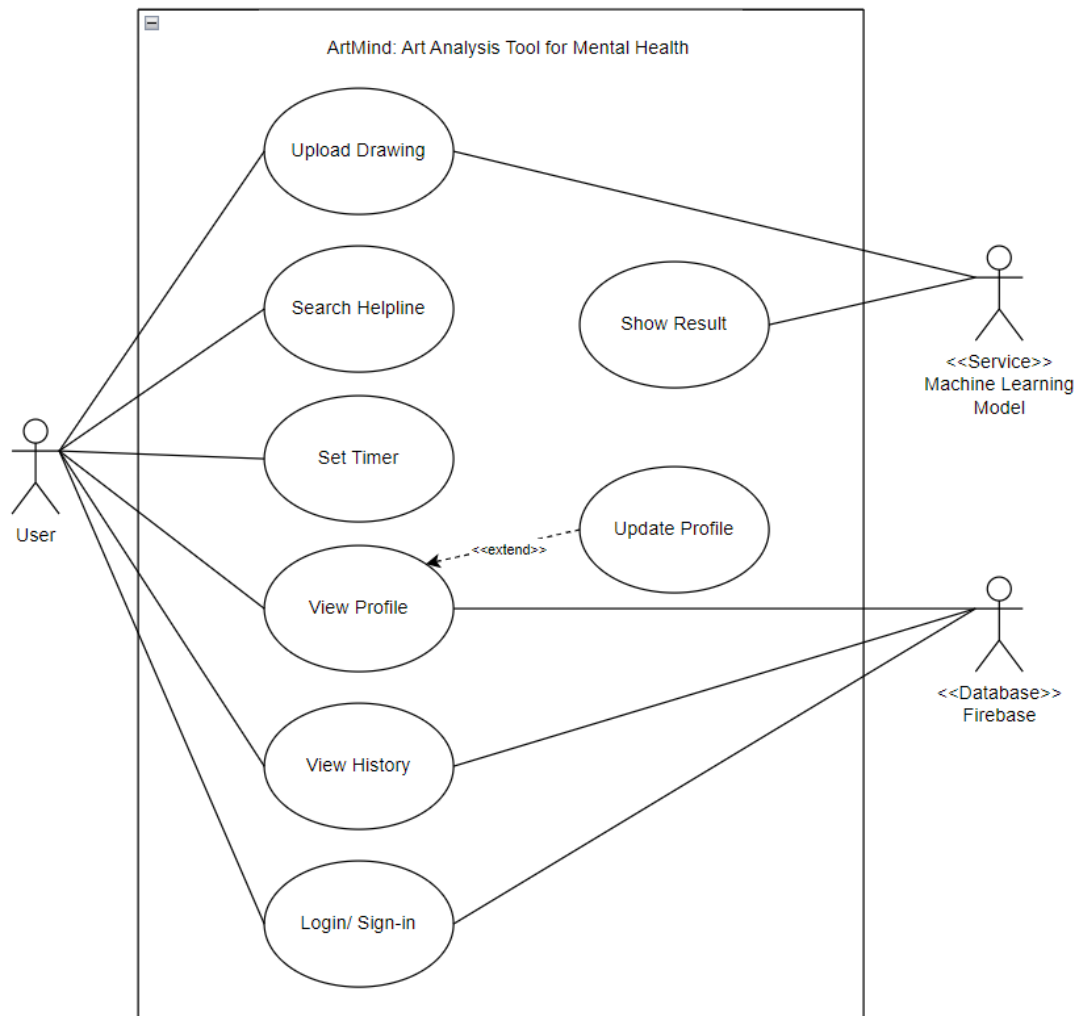 ArtMind: Art Analysis Tool for Mental Health
Upload Drawing
Search Helpline
Show Result
<<Service>>
Machine Learning
Model
Set Timer
User
Update Profile
<<extend>>
View Profile
<<Database>>
Firebase
View History
Login/ Sign-in